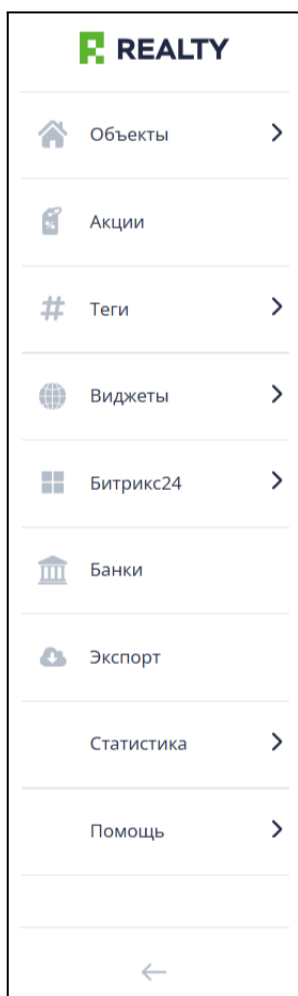 REALTY
Объекты
Акции
Теги
Виджеты
Битрикс24
Банки
Экспорт
Статистика
Помощь